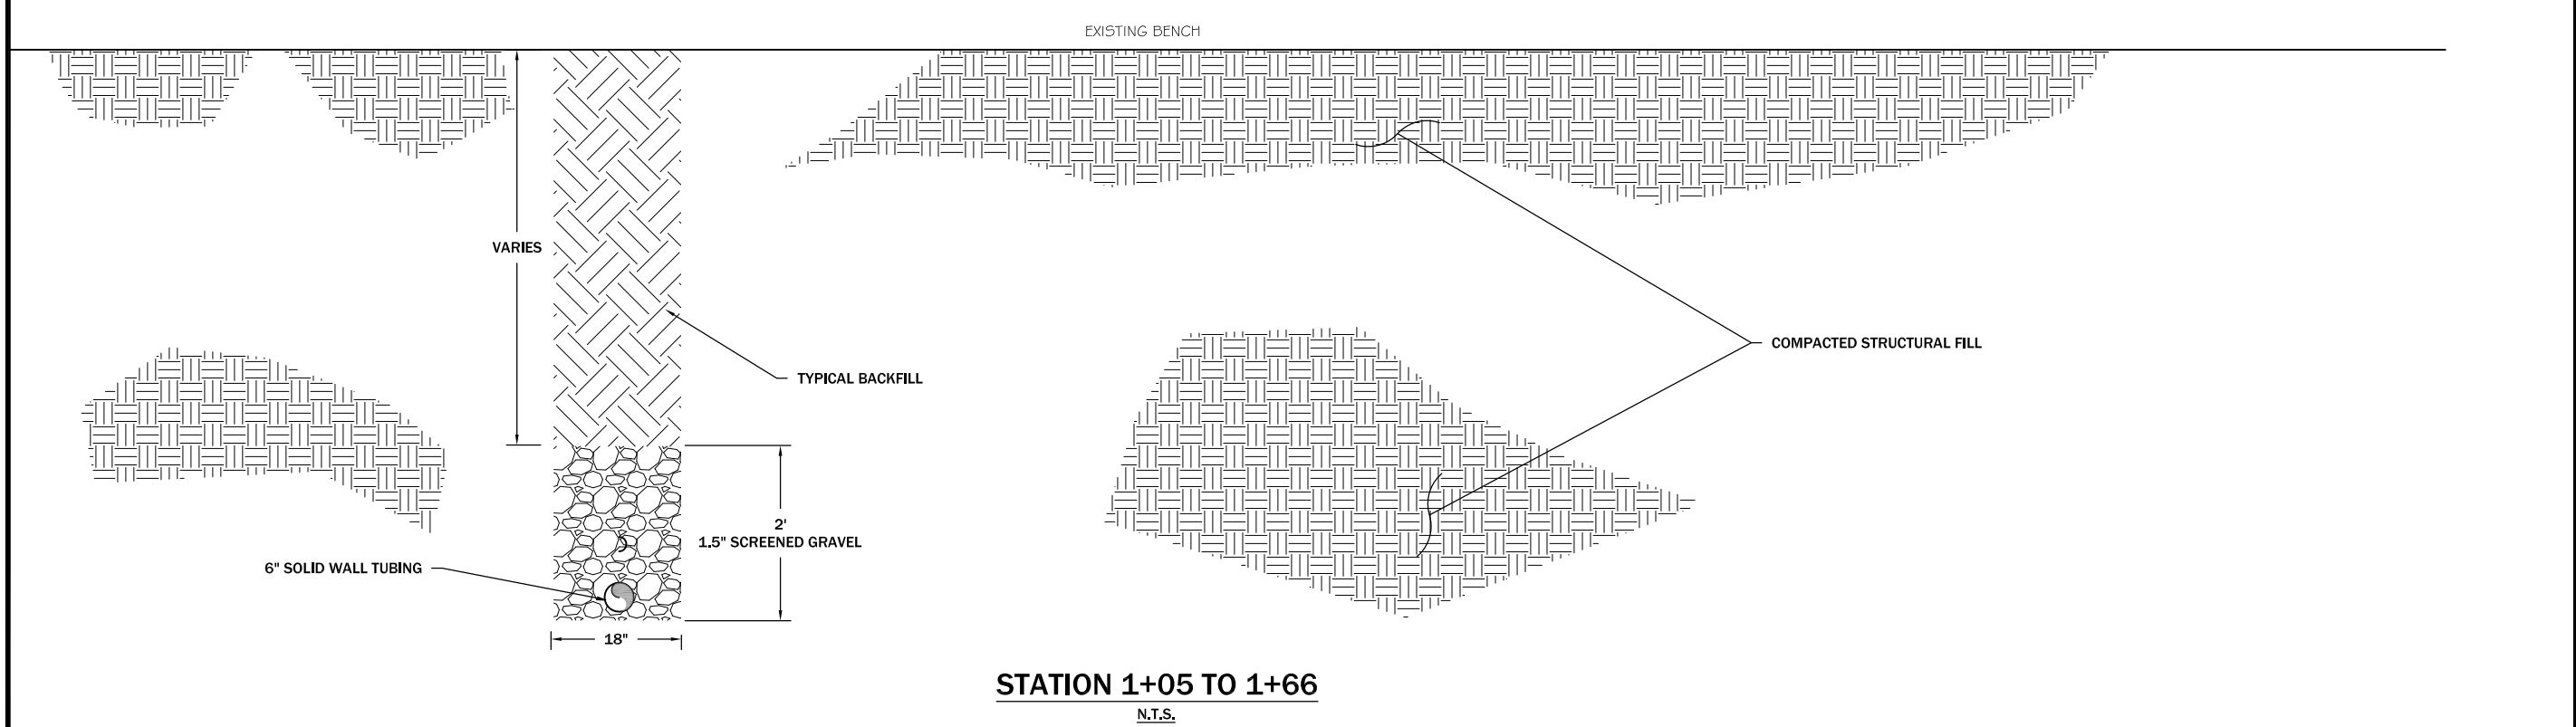 EXISTING BENCH
VARIES
COMPACTED STRUCTURAL FILL
TYPICAL BACKFILL
2'
1.5" SCREENED GRAVEL
6" SOLID WALL TUBING
18"
STATION 1+05 TO 1+66
N.T.S.